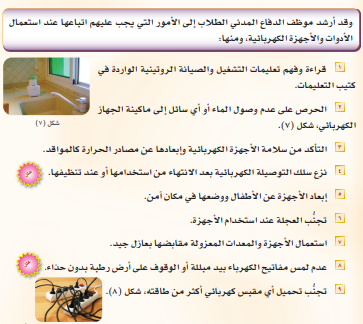 وقد أرشد موظف الدفاع المدني الطلاب إلى الأمور التي يجب عليهم اتباعها عند استعمال
الأدوات والأجهزة الكهربائية، ومنها:
١ قراءة وفهم تعليمات التشغيل والصيانة الروتينية الواردة في
كتيب التعليمات.
٢ الحرص على عدم وصول الماء أو أي سائل إلى ماكينة الجهاز
الكهربائي، شكل (٧).
شكل (٧)
٣ التأكد من سلامة الأجهزة الكهربائية وإبعادها عن مصادر الحرارة كالمواقد.
٤ نزع سلك التوصيلة الكهربائية بعد الانتهاء من استخدامها أو عند تنظيفها.
٥ إبعاد الأجهزة عن الأطفال ووضعها في مكان آمن.
٦ تجنُّب العجلة عند استخدام الأجهزة.
٧ استعمال الأجهزة والمعدات المعزولة مقابضها بعازل جيد.
٨ عدم لمس مفاتيح الكهرباء بيد مبللة أو الوقوف على أرض رطبة بدون حذاء.
٩ تجنُّب تحميل أي مقبس كهربائي أكثر من طاقته، شكل (٨).